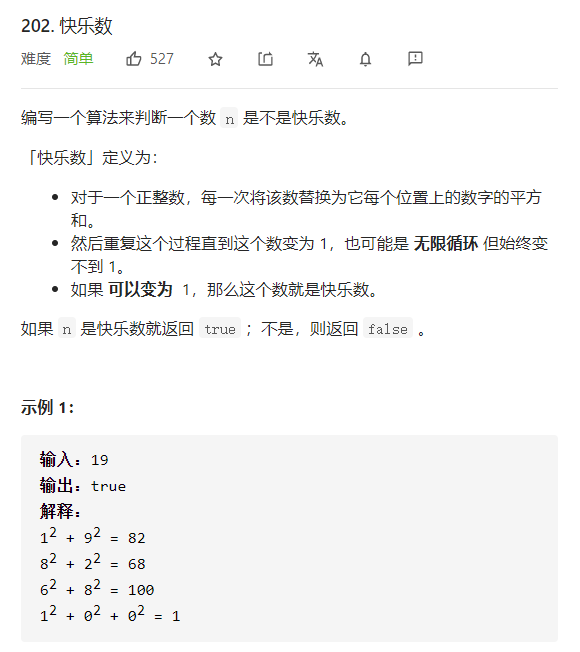 202. 快乐数
难度 简单 527
编写一个算法来判断一个数 n 是不是快乐数。
「快乐数」定义为：
• 对于一个正整数，每一次将该数替换为它每个位置上的数字的平方
和。
• 然后重复这个过程直到这个数变为 1，也可能是 无限循环 但始终变
不到 1。
• 如果 可以变为 1，那么这个数就是快乐数。
如果 n 是快乐数就返回 true ；不是，则返回 false 。
示例 1：
输入：19
输出：true
解释：
1² + 9² = 82
8² + 2² = 68
6² + 8² = 100
1² + 0² + 0² = 1